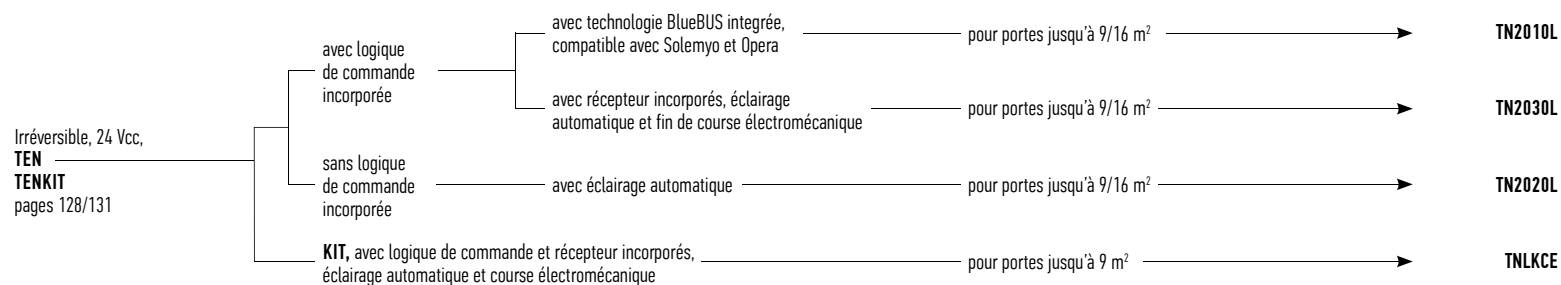 Irréversible, 24 Vcc,
TEN
TENKIT
pages 128/131
avec logique
de commande
incorporée
avec technologie BlueBUS integrée,
compatible avec Solemyo et Opera
pour portes jusqu'à 9/16 m²
TN2010L
avec récepteur incorporés, éclairage
automatique et fin de course électromécanique
pour portes jusqu'à 9/16 m²
TN2030L
sans logique
de commande
incorporée
avec éclairage automatique
pour portes jusqu'à 9/16 m²
TN2020L
KIT, avec logique de commande et récepteur incorporés,
éclairage automatique et course électromécanique
pour portes jusqu'à 9 m²
TNLKCE